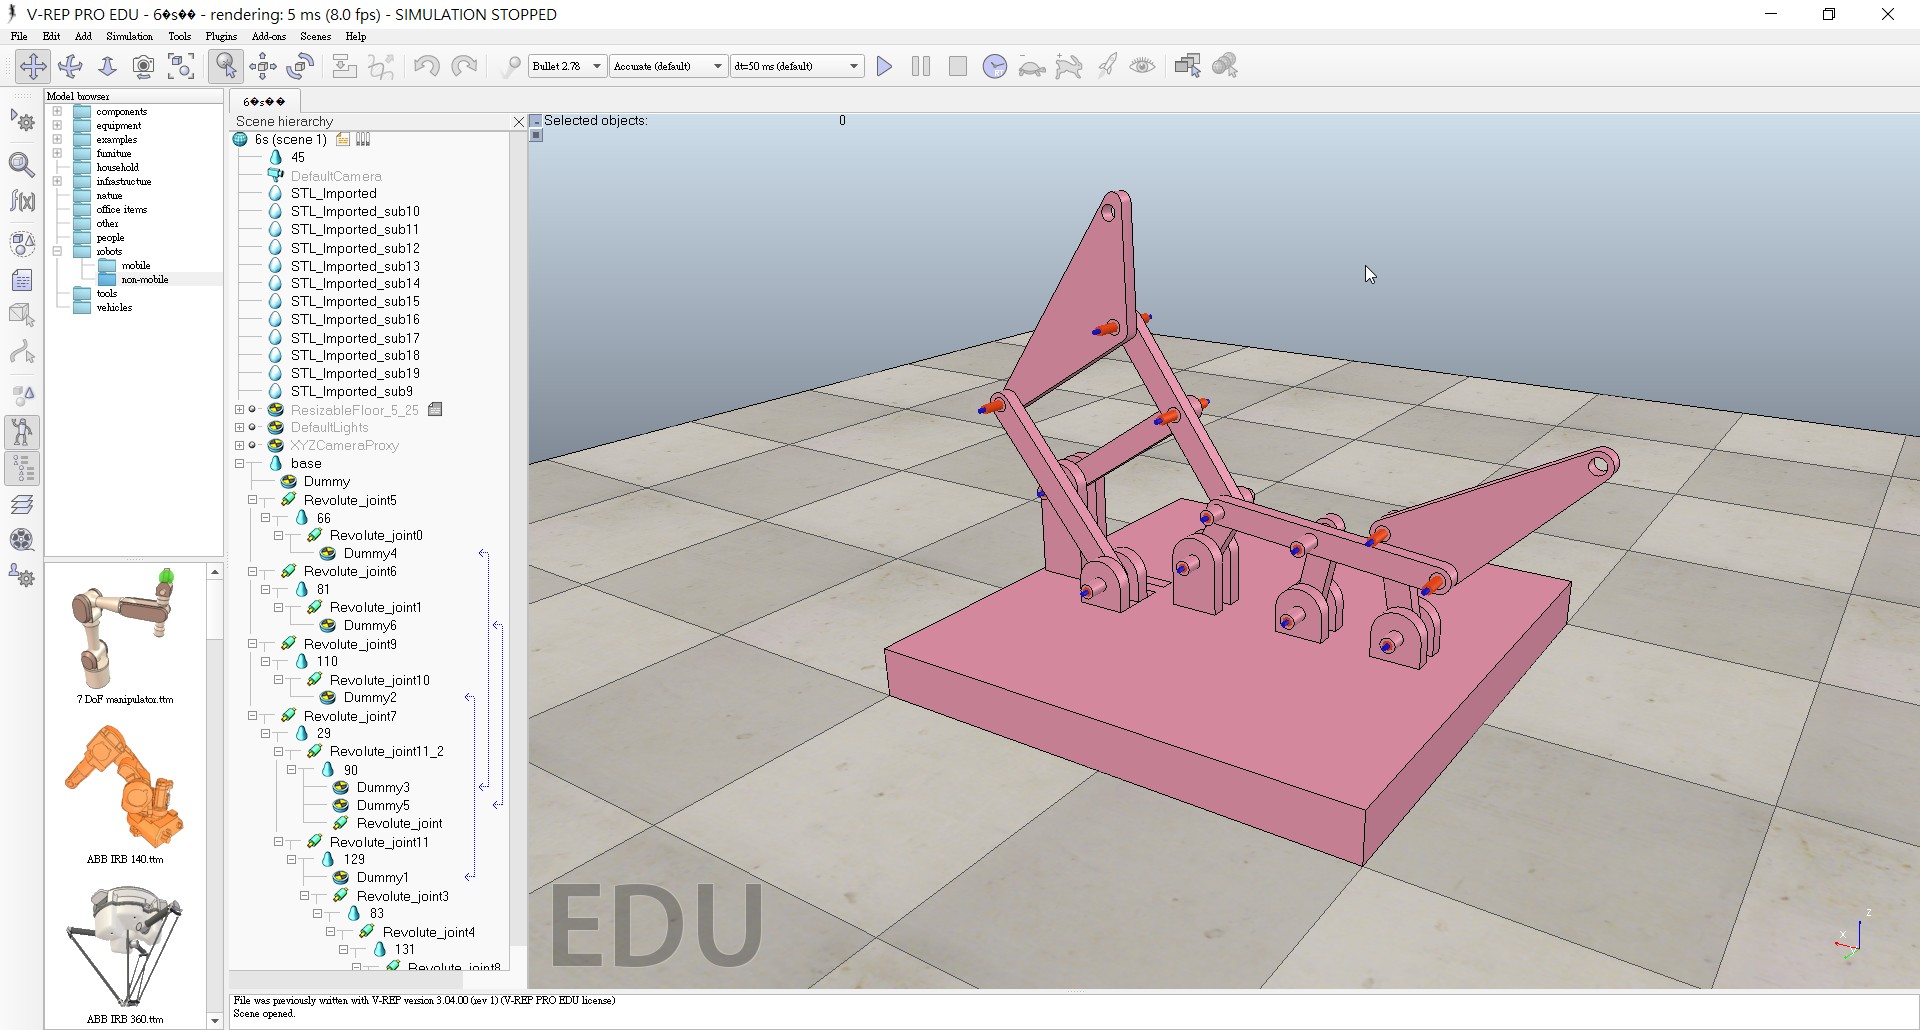 V-REP PRO EDU - 6�s�� - rendering: 5 ms (8.0 fps) - SIMULATION STOPPED
File Edit Add Simulation Tools Plugins Add-ons Scenes Help
Bullet 2.78 Accurate (default) dt=50 ms (default)
Model browser
components
equipment
examples
furniture
household
infrastructure
nature
office items
other
people
robots
mobile
non-mobile
tools
vehicles
7 DoF manipulator.ttm
ABB IRB 140.ttm
ABB IRB 360.ttm
6�s��
Scene hierarchy
6s (scene 1)
45
DefaultCamera
STL_Imported
STL_Imported_sub10
STL_Imported_sub11
STL_Imported_sub12
STL_Imported_sub13
STL_Imported_sub14
STL_Imported_sub15
STL_Imported_sub16
STL_Imported_sub17
STL_Imported_sub18
STL_Imported_sub19
STL_Imported_sub9
ResizableFloor_5_25
DefaultLights
XYZCameraProxy
base
Dummy
Revolute_joint5
66
Revolute_joint0
Dummy4
Revolute_joint6
81
Revolute_joint1
Dummy6
Revolute_joint9
110
Revolute_joint10
Dummy2
Revolute_joint7
29
Revolute_joint11_2
90
Dummy3
Dummy5
Revolute_joint
Revolute_joint11
129
Dummy1
Revolute_joint3
83
Revolute_joint4
131
Revolute_joint8
Selected objects: 0
EDU
z
x
y
File was previously written with V-REP version 3.04.00 (rev 1) (V-REP PRO EDU license)
Scene opened.